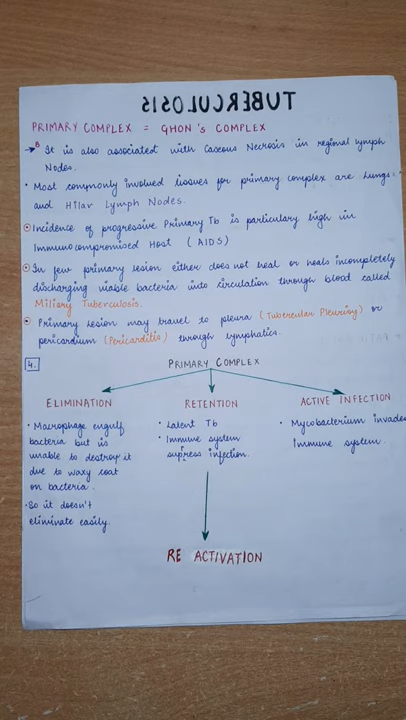 TUBERCULOSIS
PRIMARY COMPLEX = GHON's COMPLEX
→ B It is also associated with Caseous Necrosis in regional lymph
Nodes.
• Most commonly involved tissues for primary complex are Lungs
and Hilar Lymph Nodes.
⊙ Incidence of progressive Primary Tb is particulary high in
Immunocompromised Host (AIDS)
⊙ In few primary lesion either does not heal or heals incompletely
discharging viable bacteria into circulation through blood called
Miliary Tuberculosis.
⊙ Primary lesion may travel to pleura (Tubercular Pleurisy) or
pericardium (Pericarditis) through lymphatics.
4. PRIMARY COMPLEX
ELIMINATION
• Macrophage engulf
bacteria but is
unable to destroy it
due to waxy coat
on bacteria.
• So it doesn't
eliminate easily.
RETENTION
• Latent Tb
• Immune system
supress infection.
ACTIVE INFECTION
• Mycobacterium invades
Immune system.
RE ACTIVATION